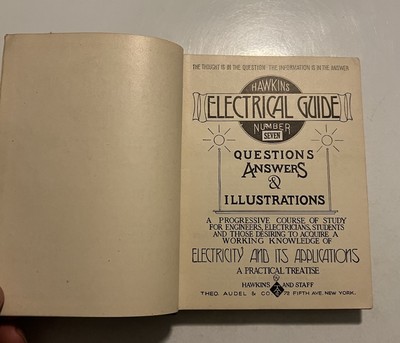 THE THOUGHT IS IN THE QUESTION THE INFORMATION IS IN THE ANSWER
HAWKINS
ELECTRICAL GUIDE
NUMBER
SEVEN
QUESTIONS
ANSWERS
&
ILLUSTRATIONS
A PROGRESSIVE COURSE OF STUDY
FOR ENGINEERS, ELECTRICIANS, STUDENTS
AND THOSE DESIRING TO ACQUIRE A
WORKING KNOWLEDGE OF
ELECTRICITY AND ITS APPLICATIONS
A PRACTICAL TREATISE
by
HAWKINS AND STAFF
THEO. AUDEL & CO. 72 FIFTH AVE. NEW YORK.